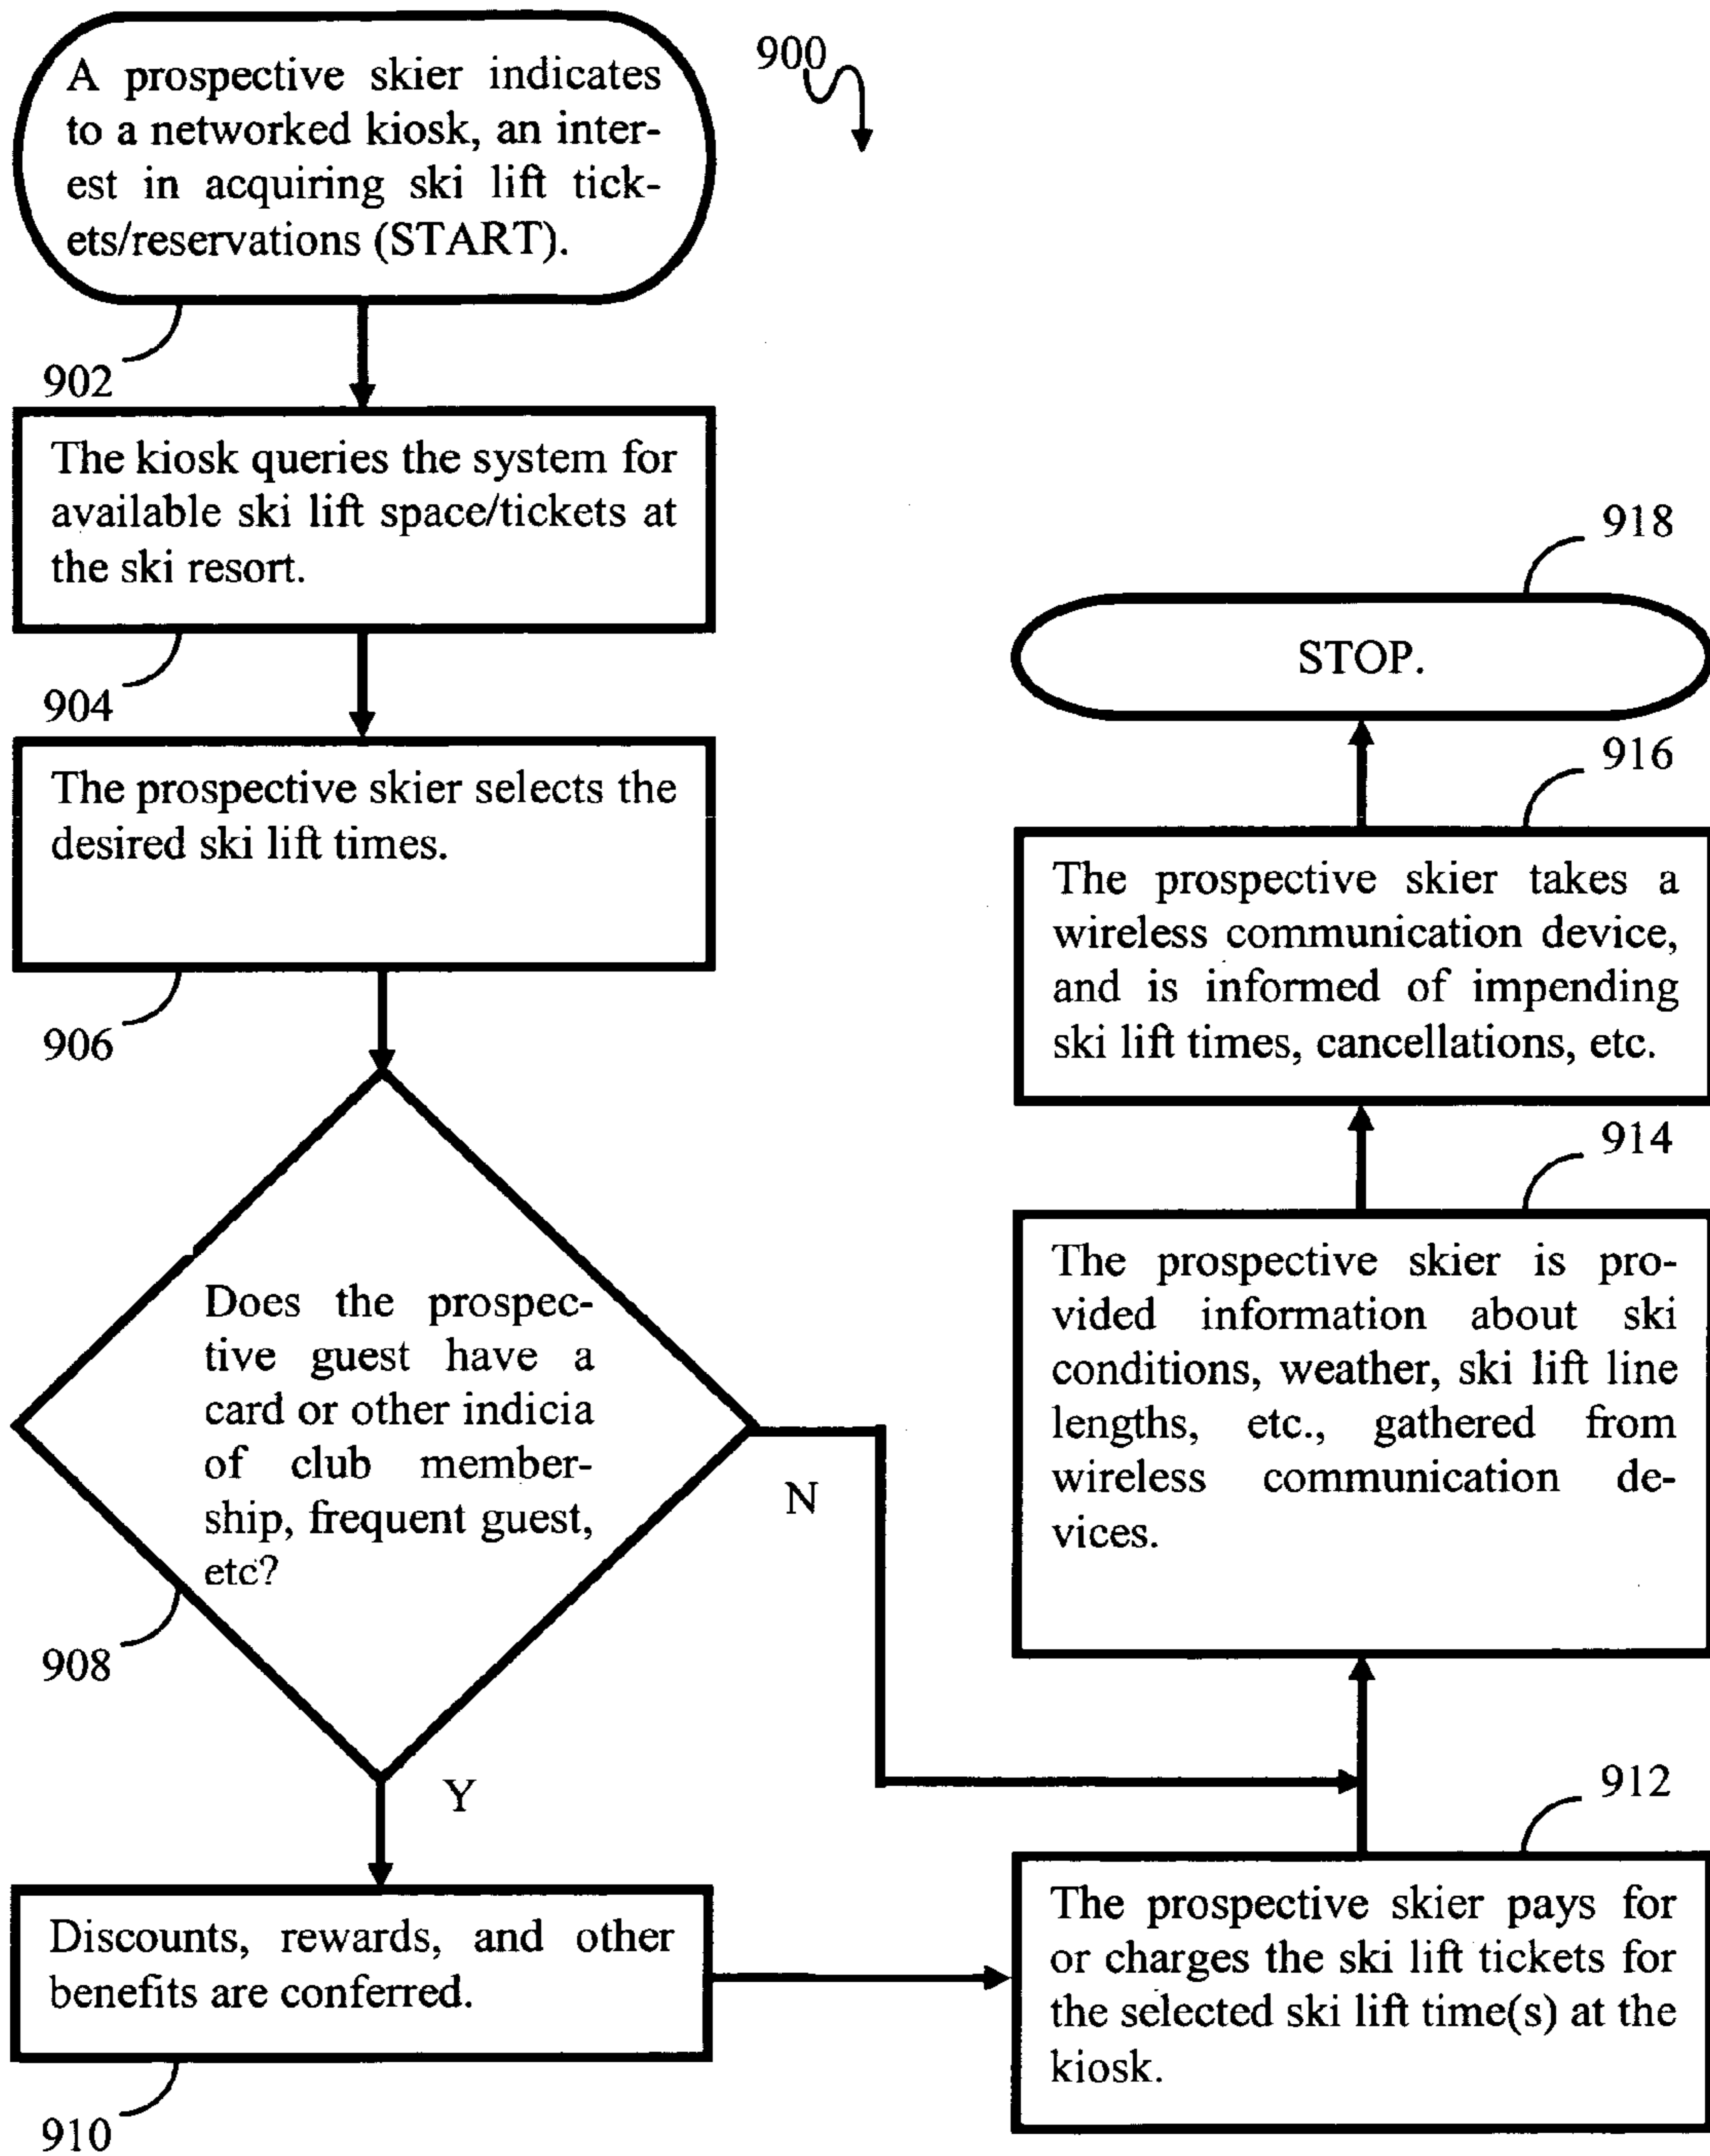 A prospective skier indicates
to a networked kiosk, an inter-
est in acquiring ski lift tick-
ets/reservations (START).
900
902
The kiosk queries the system for
available ski lift space/tickets at
the ski resort.
904
The prospective skier selects the
desired ski lift times.
906
Does the prospec-
tive guest have a
card or other indicia
of club member-
ship, frequent guest,
etc?
N
908
Y
Discounts, rewards, and other
benefits are conferred.
910
912
The prospective skier pays for
or charges the ski lift tickets for
the selected ski lift time(s) at the
kiosk.
914
The prospective skier is pro-
vided information about ski
conditions, weather, ski lift line
lengths, etc., gathered from
wireless communication de-
vices.
916
The prospective skier takes a
wireless communication device,
and is informed of impending
ski lift times, cancellations, etc.
918
STOP.